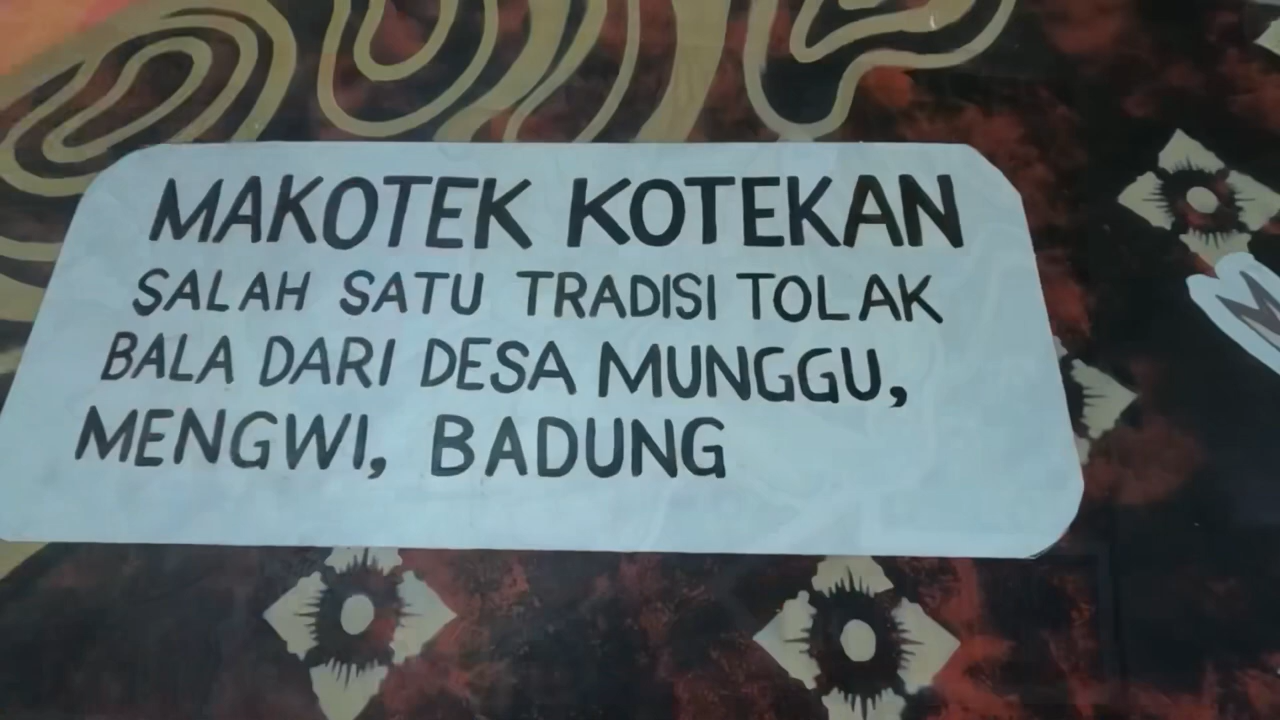 MAKOTEK KOTEKAN
SALAH SATU TRADISI TOLAK
BALA DARI DESA MUNGGU,
MENGWI, BADUNG